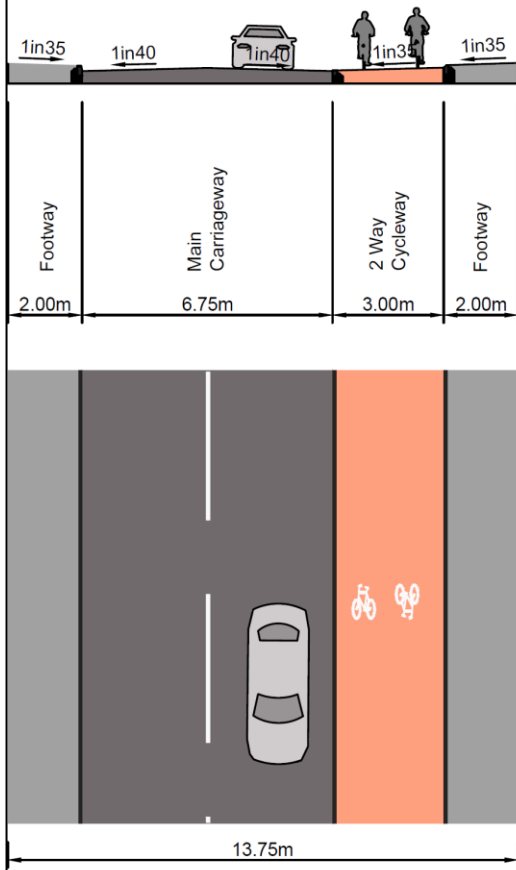 1in35
1in40
1in40
1in35
1in35
Footway
Main
Carriageway
2 Way
Cycleway
Footway
2.00m
6.75m
3.00m
2.00m
13.75m